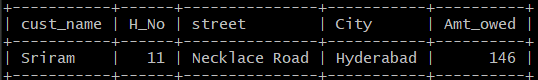 | cust_name | H_No | street | City | Amt_owed |
| Sriram | 11 | Necklace Road | Hyderabad | 146 |